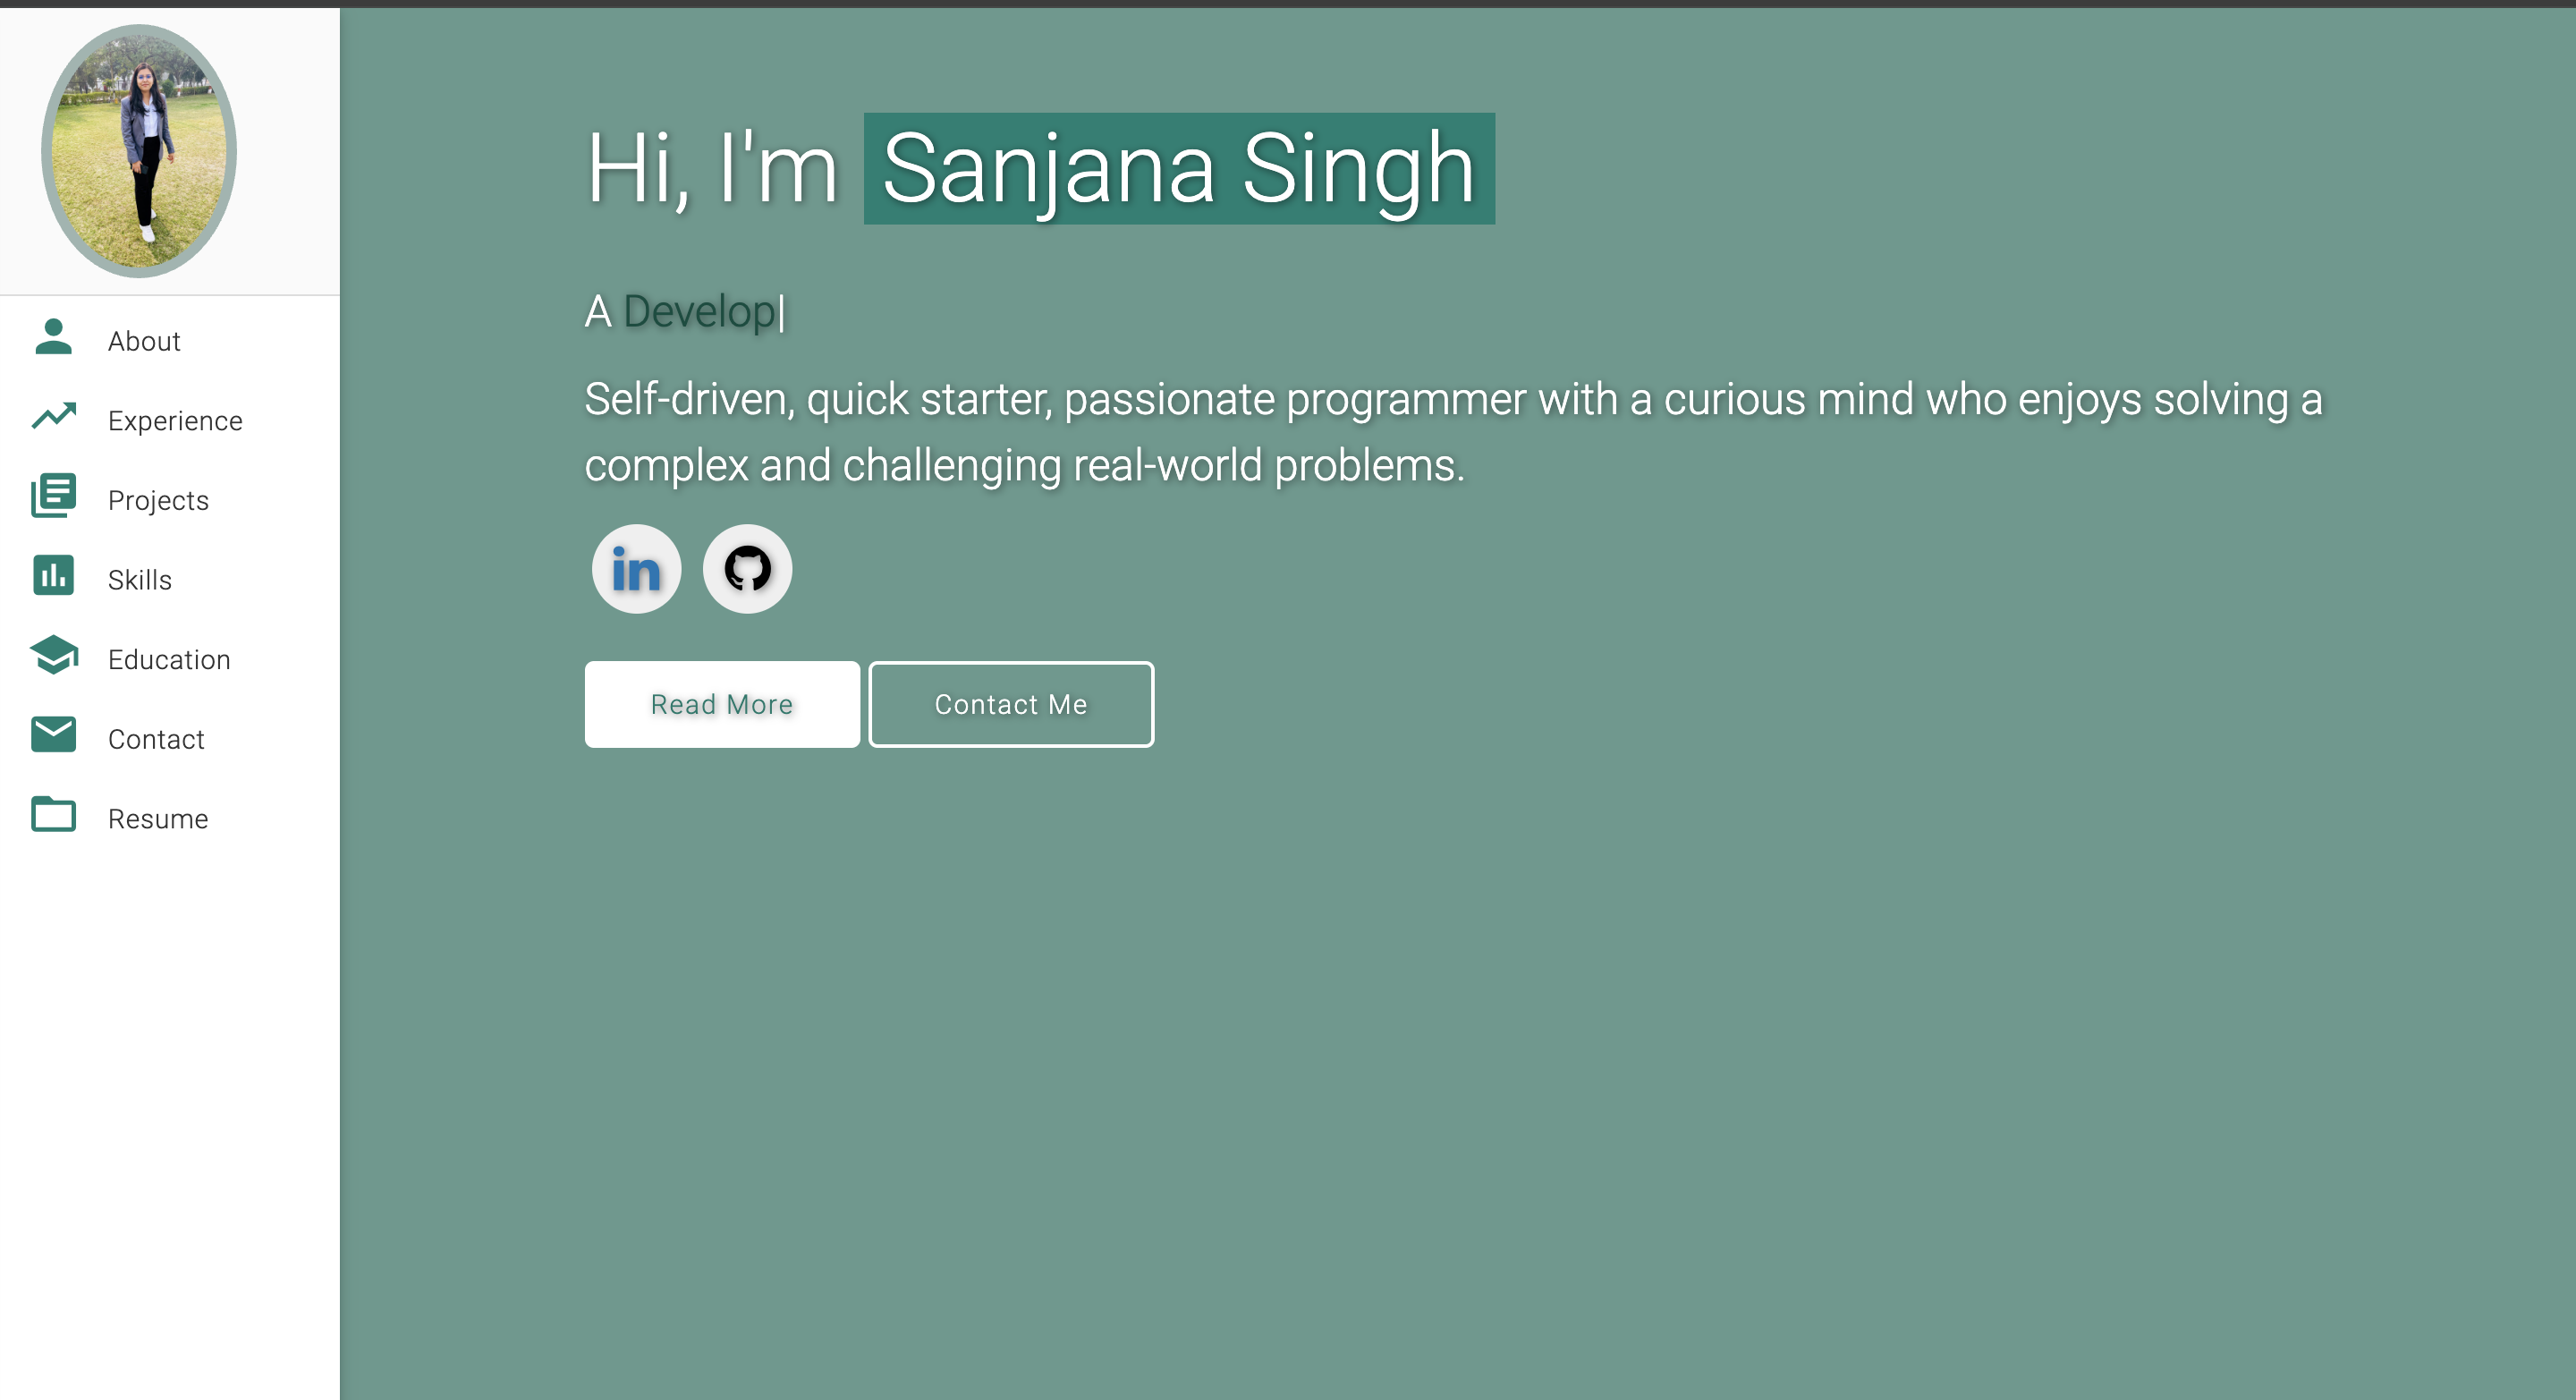 About
Experience
Projects
Skills
Education
Contact
Resume
Hi, I'm Sanjana Singh
A Develop|
Self-driven, quick starter, passionate programmer with a curious mind who enjoys solving a
complex and challenging real-world problems.
in
Read More
Contact Me